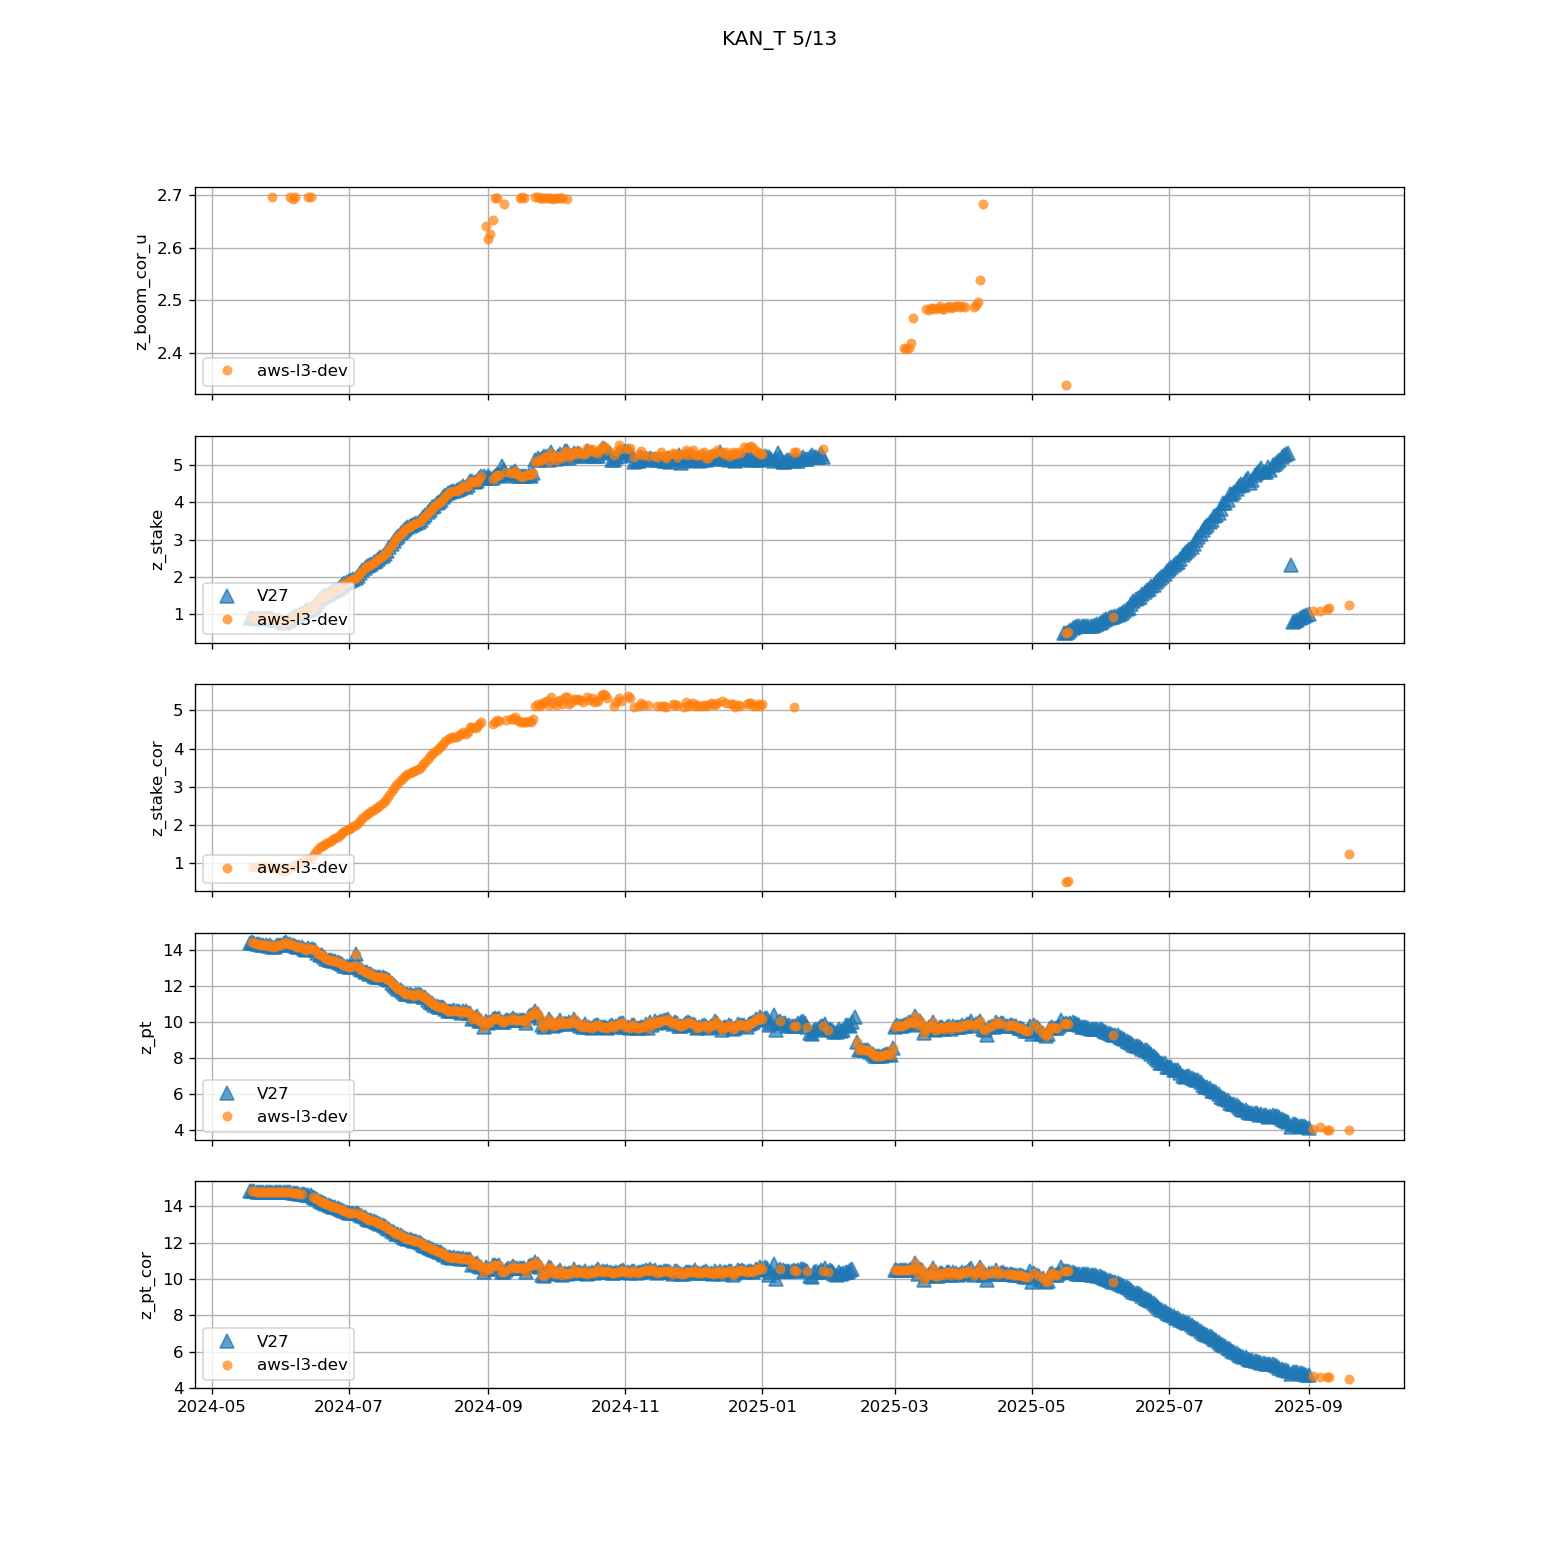 KAN_T 5/13
2.7
2.6
2.5
2.4
z_boom_cor_u
aws-l3-dev
5
4
3
2
1
z_stake
V27
aws-l3-dev
5
4
3
2
1
z_stake_cor
aws-l3-dev
14
12
10
8
6
4
z_pt
V27
aws-l3-dev
14
12
10
8
6
4
z_pt_cor
V27
aws-l3-dev
2024-05 2024-07 2024-09 2024-11 2025-01 2025-03 2025-05 2025-07 2025-09